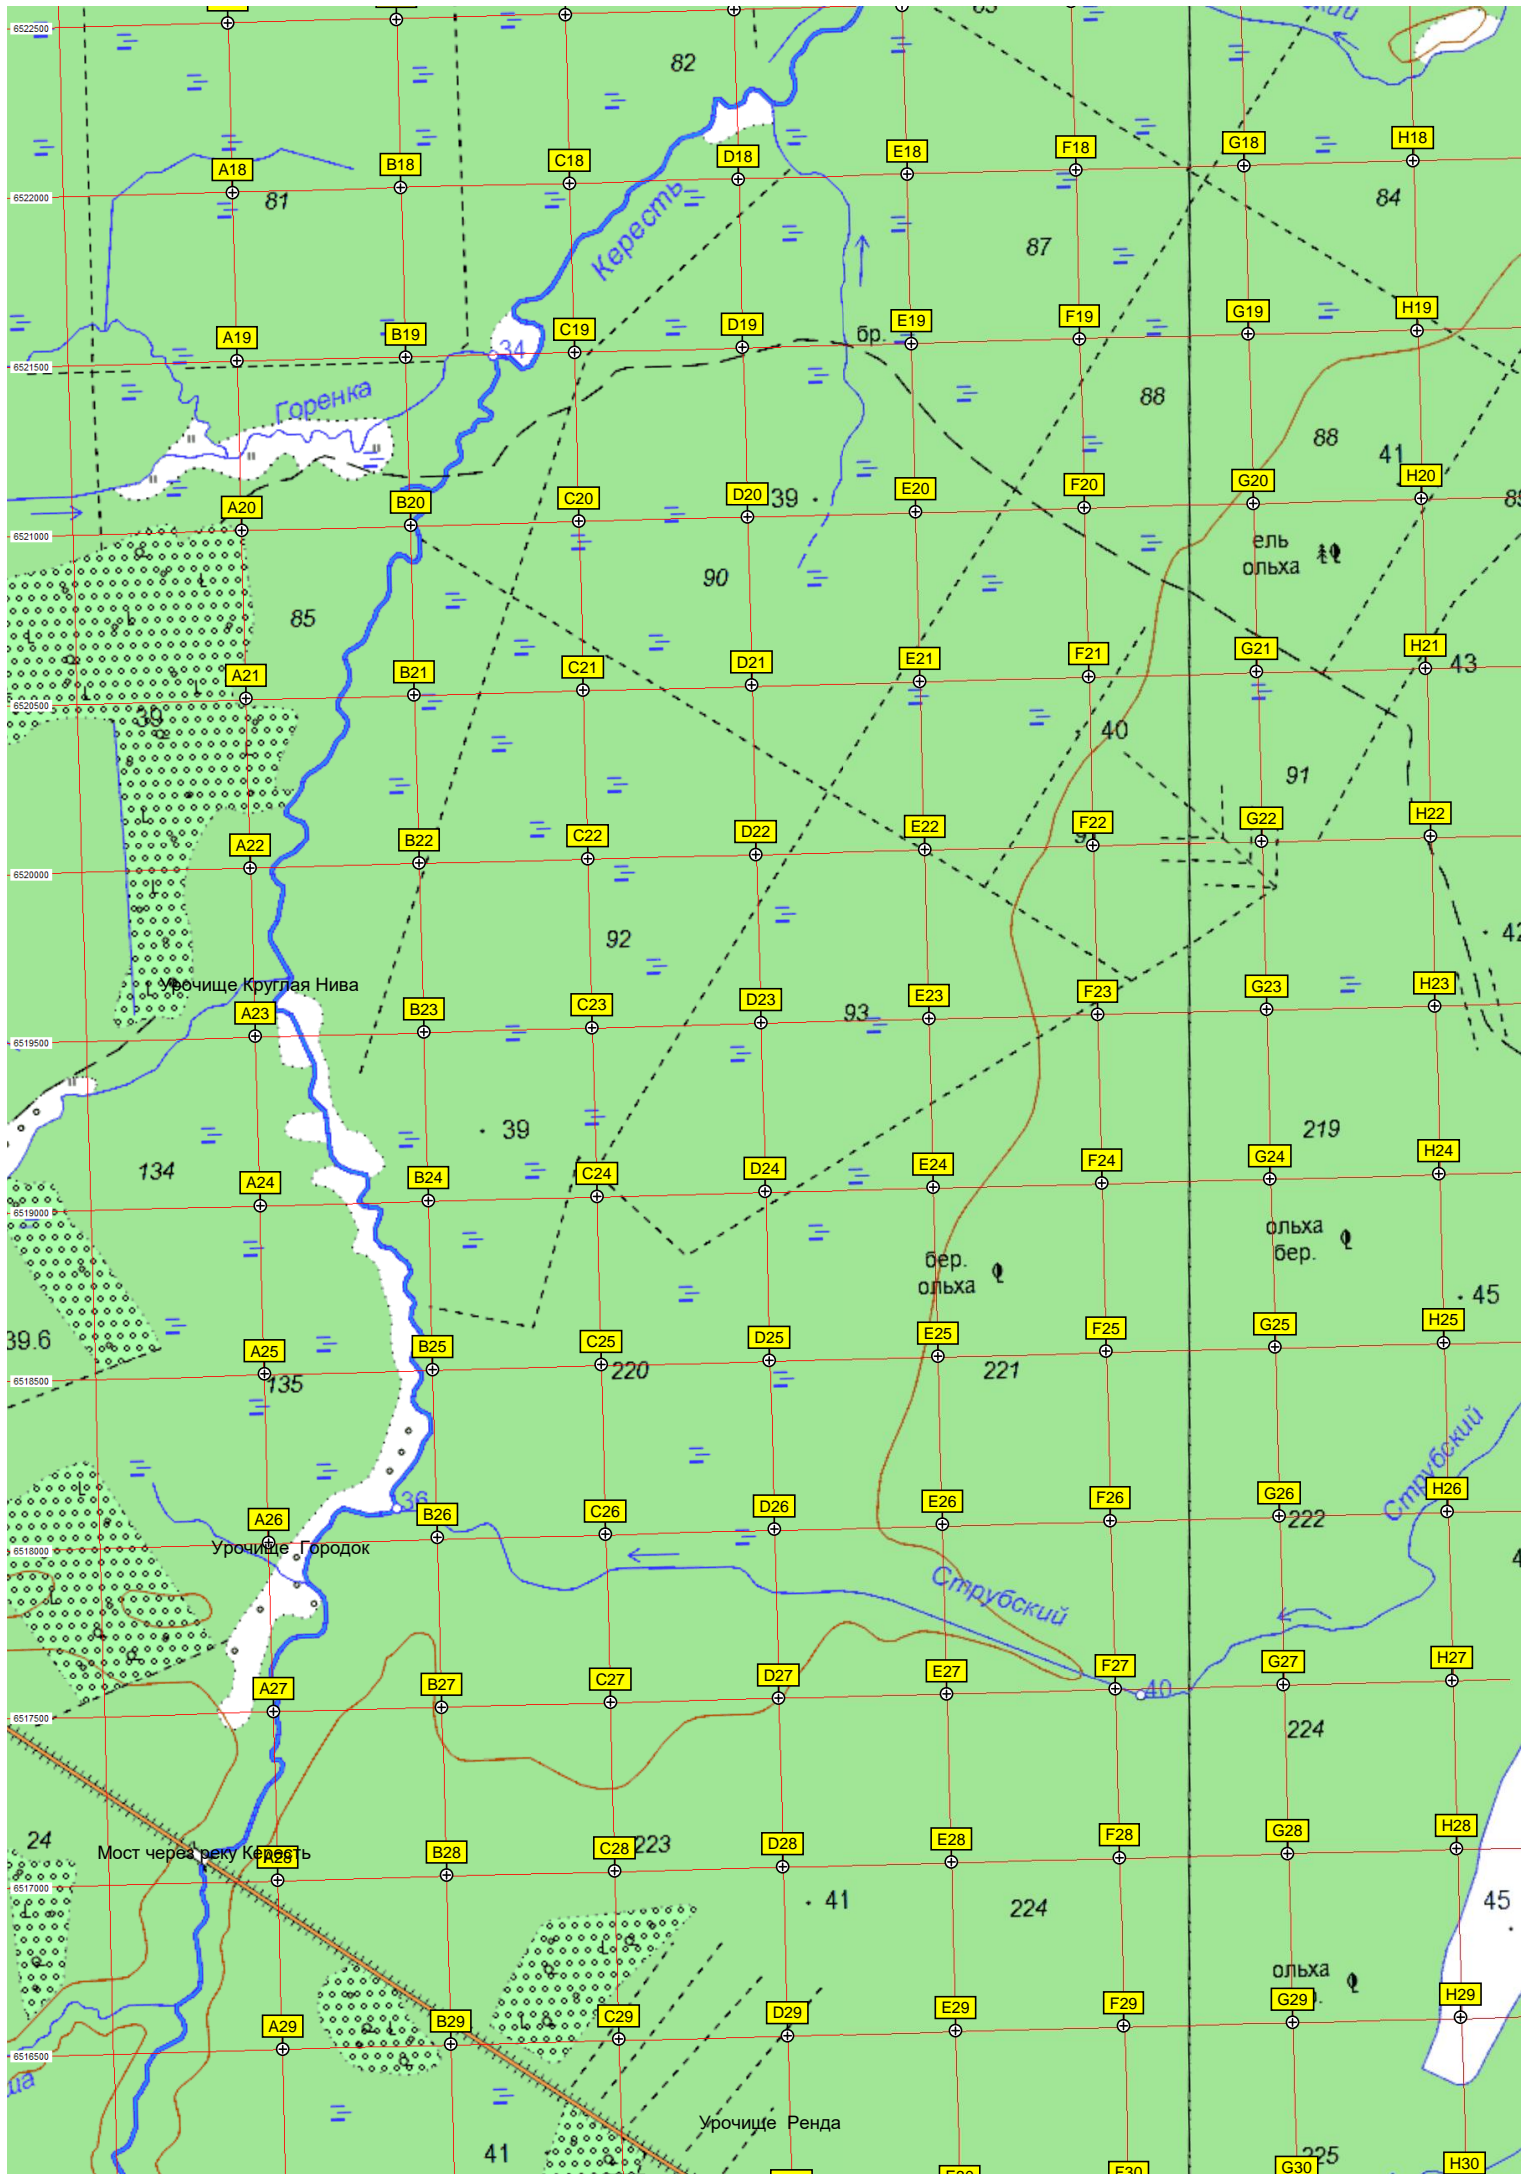 6522500
82
A18
B18
C18
D18
E18
F18
G18
H18
81
84
6522000
Кересть
87
A19
B19
C19
D19
бр.
E19
F19
G19
H19
34
6521500
Горенка
88
88
41
A20
B20
C20
D20
39
E20
F20
G20
H20
6521000
ель
ольха
90
85
A21
B21
C21
D21
E21
F21
G21
H21
43
6520500
39
40
91
A22
B22
C22
D22
E22
F22
G22
H22
6520000
92
42
Урочище Круглая Нива
A23
B23
C23
D23
93
E23
F23
G23
H23
6519500
39
219
134
A24
B24
C24
D24
E24
F24
G24
H24
6519000
ольха
бер.
бер.
ольха
45
39.6
A25
B25
C25
D25
E25
F25
G25
H25
135
220
221
6518500
Струбский
36
A26
B26
C26
D26
E26
F26
G26
H26
222
Урочище Городок
6518000
Струбский
A27
B27
C27
D27
E27
F27
G27
H27
40
6517500
224
24
Мост через реку Кересть
A28
B28
C28
223
D28
E28
F28
G28
H28
6517000
41
224
45
ольха
A29
B29
C29
D29
E29
F29
G29
H29
6516500
Урочище Ренда
41
225
F30
G30
H30